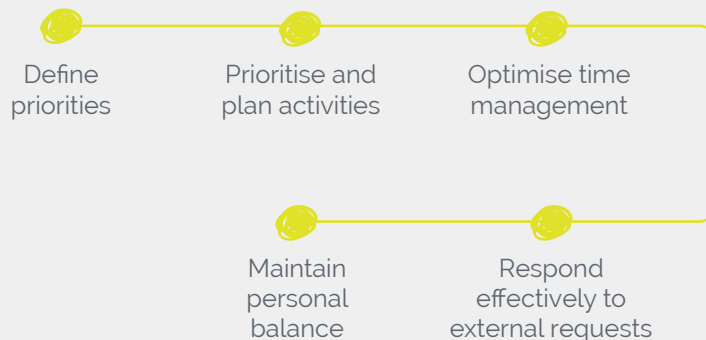 Define
priorities
Prioritise and
plan activities
Optimise time
management
Maintain
personal
balance
Respond
effectively to
external requests